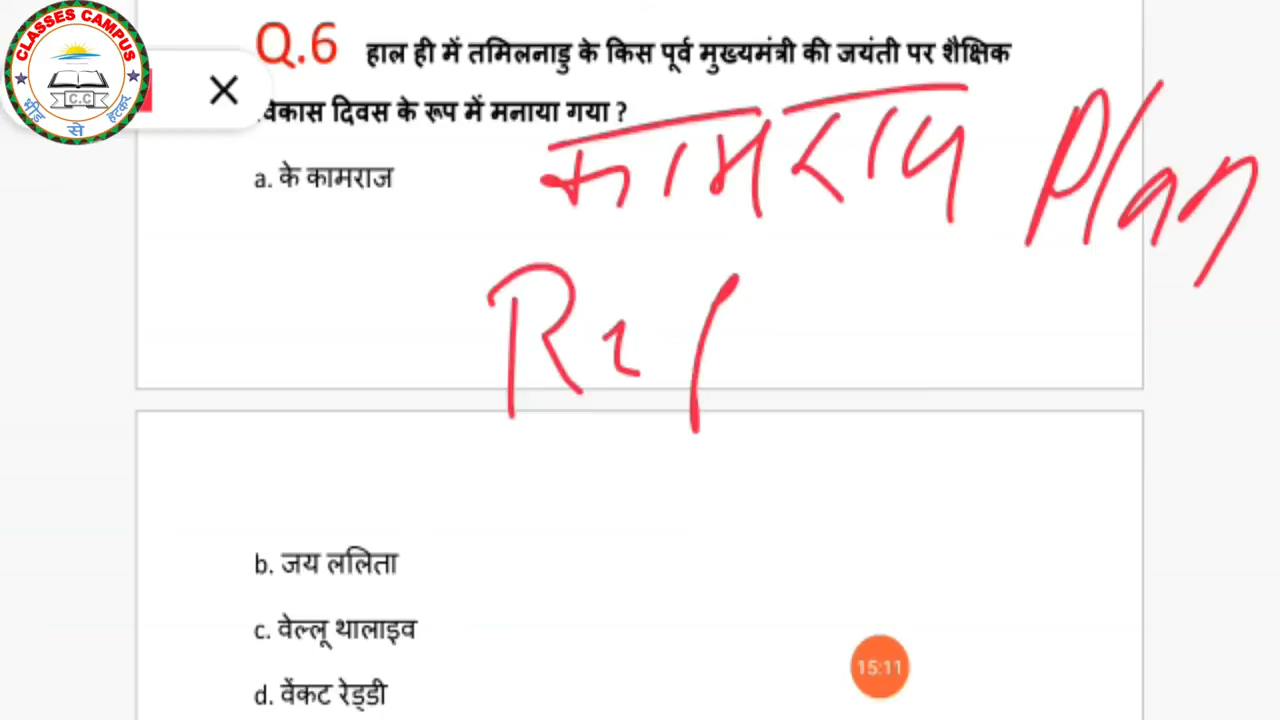 CLASSES CAMPUS
C.C
भीड़ से हटकर
Q.6 हाल ही में तमिलनाडु के किस पूर्व मुख्यमंत्री की जयंती पर शैक्षिक
विकास दिवस के रूप में मनाया गया ?
a. के कामराज
कामराज Plan
b. जय ललिता
c. वेल्लू थालाइव
d. वेंकट रेड्डी
15:11